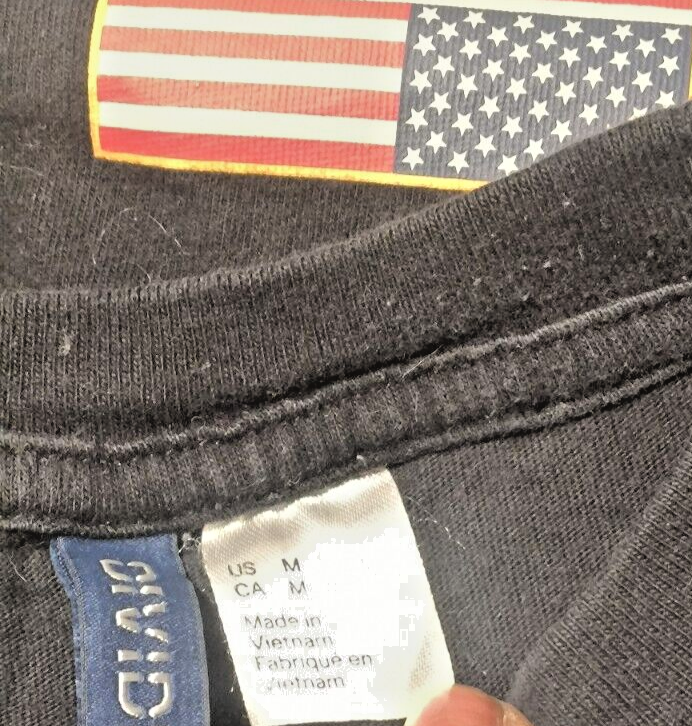 US M
CA M
Made in
Vietnam
Fabriqué en
Vietnam